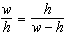 w/h = h/(w − h)